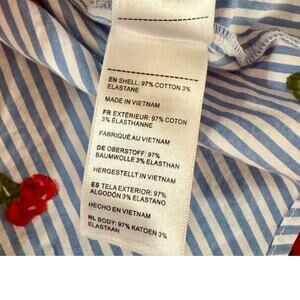 EN SHELL: 97% COTTON 3%
ELASTANE
MADE IN VIETNAM
FR EXTÉRIEUR: 97% COTON
3% ÉLASTHANNE
FABRIQUÉ AU VIETNAM
DE OBERSTOFF: 97%
BAUMWOLLE 3% ELASTHAN
HERGESTELLT IN VIETNAM
ES TELA EXTERIOR: 97%
ALGODÓN 3% ELASTANO
HECHO EN VIETNAM
NL BODY: 97% KATOEN 3%
ELASTAAN